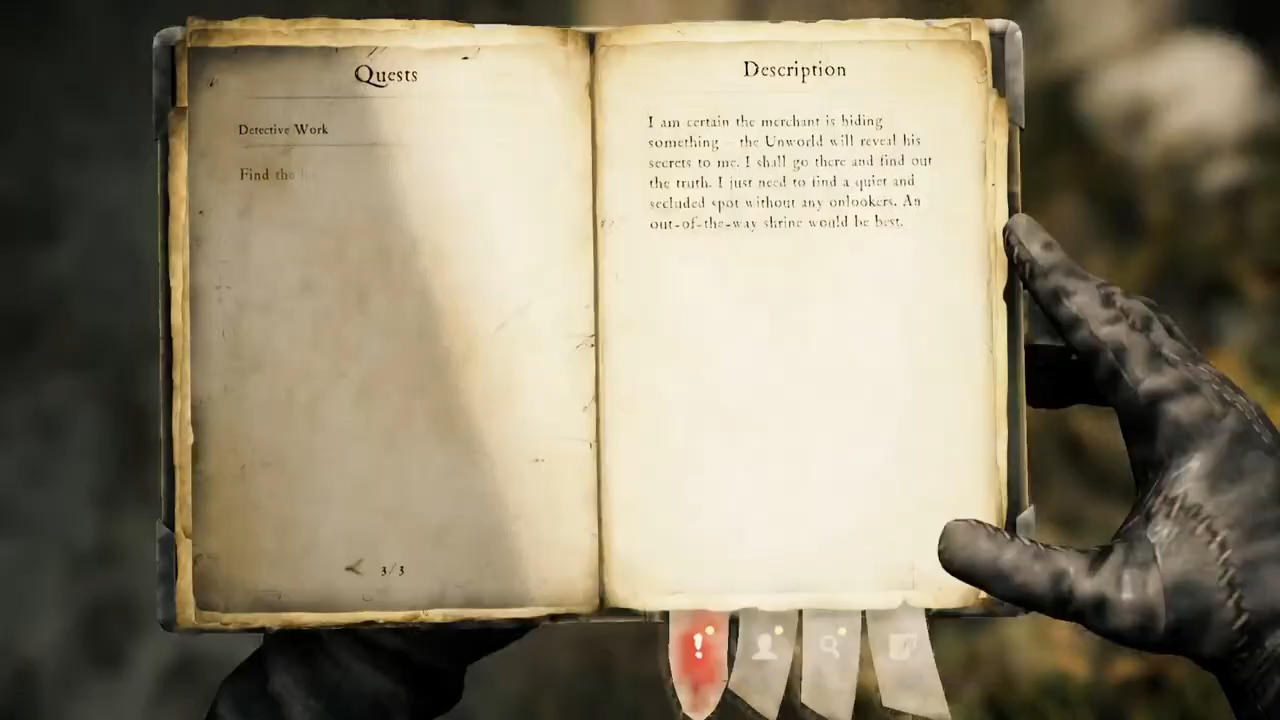 Quests
Detective Work
Find the
3/3
Description
I am certain the merchant is hiding
something – the Unworld will reveal his
secrets to me. I shall go there and find out
the truth. I just need to find a quiet and
secluded spot without any onlookers. An
out-of-the-way shrine would be best.